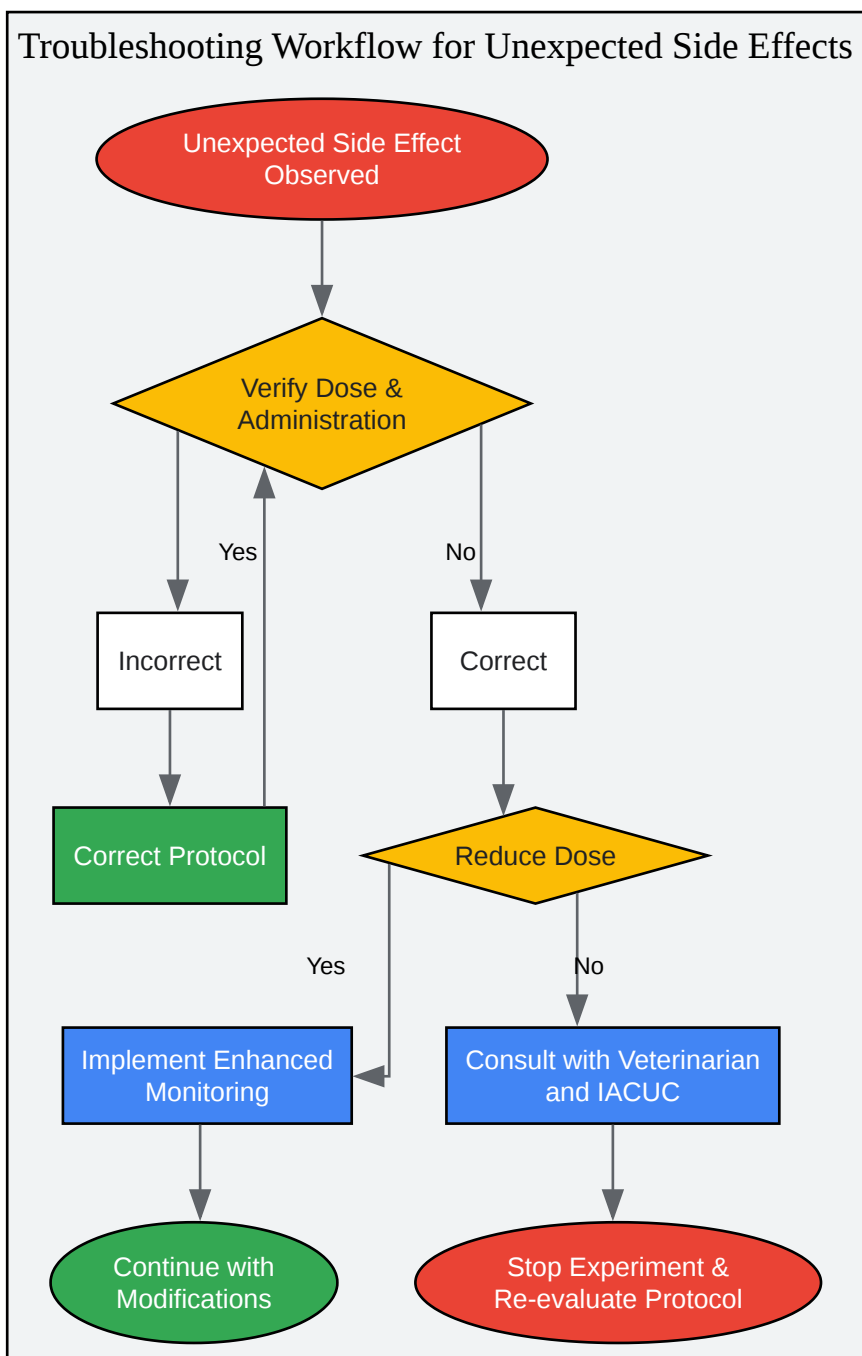 Troubleshooting Workflow for Unexpected Side Effects
Unexpected Side Effect
Observed
Verify Dose &
Administration
Yes
No
Incorrect
Correct
Correct Protocol
Reduce Dose
Yes
No
Implement Enhanced
Monitoring
Consult with Veterinarian
and IACUC
Continue with
Modifications
Stop Experiment &
Re-evaluate Protocol